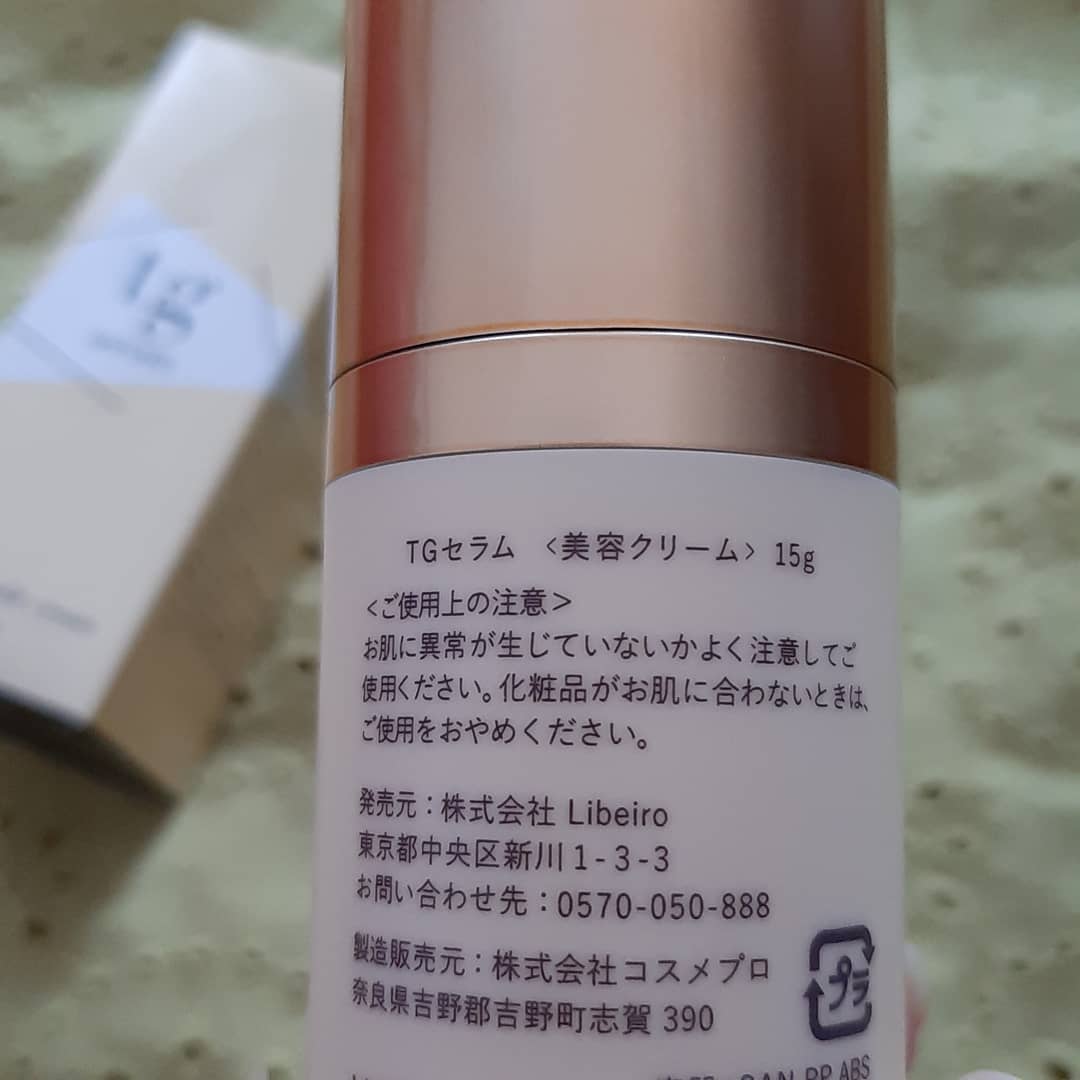 TGセラム 〈美容クリーム〉 15g
＜ご使用上の注意＞
お肌に異常が生じていないかよく注意してご
使用ください。化粧品がお肌に合わないときは、
ご使用をおやめください。
発売元：株式会社 Libeiro
東京都中央区新川1-3-3
お問い合わせ先：0570-050-888
製造販売元：株式会社コスメプロ
奈良県吉野郡吉野町志賀 390
プラ
PP,ABS
tg